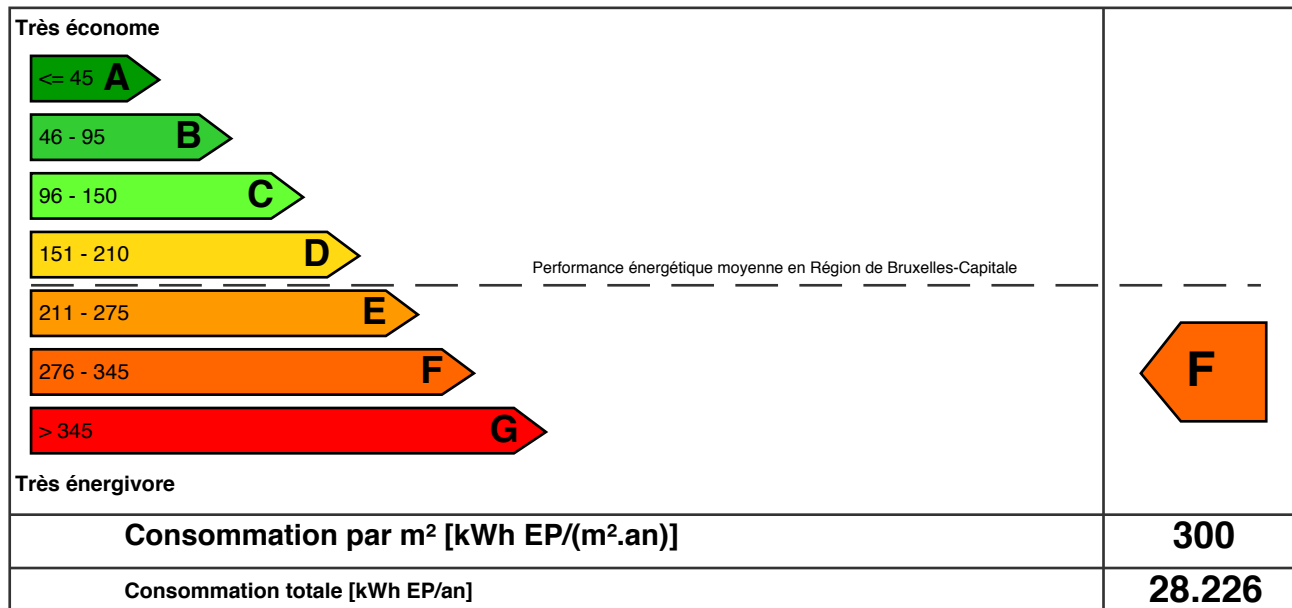 Très économe
<= 45 A
46 - 95 B
96 - 150 C
151 - 210 D
Performance énergétique moyenne en Région de Bruxelles-Capitale
211 - 275 E
276 - 345 F
F
> 345 G
Très énergivore
Consommation par m² [kWh EP/(m².an)] 300
Consommation totale [kWh EP/an] 28.226